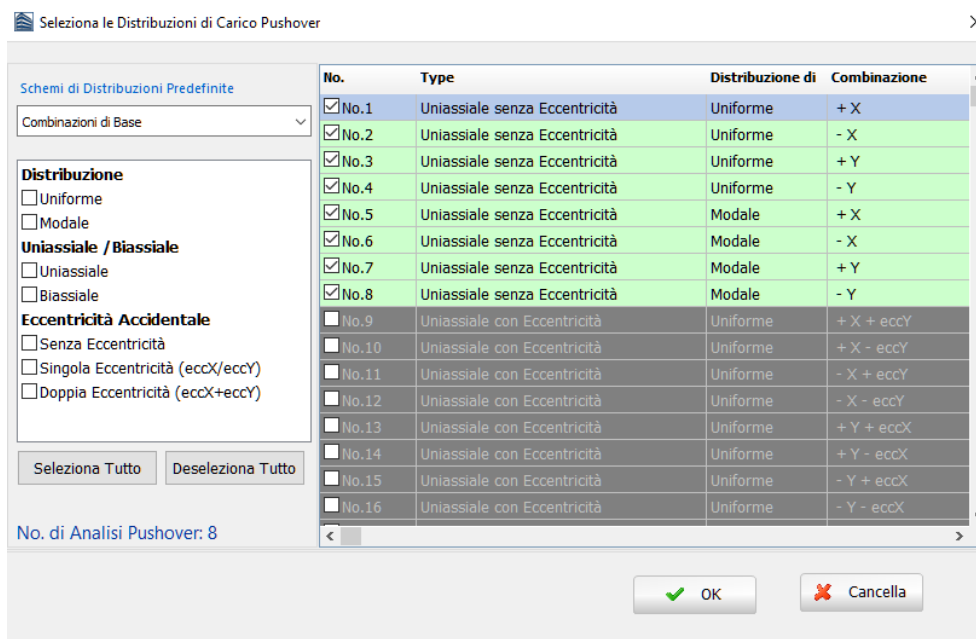 Seleziona le Distribuzioni di Carico Pushover
Schemi di Distribuzioni Predefinite
Combinazioni di Base
Distribuzione
Uniforme
Modale
Uniassiale / Biassiale
Uniassiale
Biassiale
Eccentricità Accidentale
Senza Eccentricità
Singola Eccentricità (eccX/eccY)
Doppia Eccentricità (eccX+eccY)
Seleziona Tutto Deseleziona Tutto
No. di Analisi Pushover: 8
No. Type Distribuzione di Combinazione
No.1 Uniassiale senza Eccentricità Uniforme + X
No.2 Uniassiale senza Eccentricità Uniforme - X
No.3 Uniassiale senza Eccentricità Uniforme + Y
No.4 Uniassiale senza Eccentricità Uniforme - Y
No.5 Uniassiale senza Eccentricità Modale + X
No.6 Uniassiale senza Eccentricità Modale - X
No.7 Uniassiale senza Eccentricità Modale + Y
No.8 Uniassiale senza Eccentricità Modale - Y
No.9 Uniassiale con Eccentricità Uniforme + X + eccY
No.10 Uniassiale con Eccentricità Uniforme + X - eccY
No.11 Uniassiale con Eccentricità Uniforme - X + eccY
No.12 Uniassiale con Eccentricità Uniforme - X - eccY
No.13 Uniassiale con Eccentricità Uniforme + Y + eccX
No.14 Uniassiale con Eccentricità Uniforme + Y - eccX
No.15 Uniassiale con Eccentricità Uniforme - Y + eccX
No.16 Uniassiale con Eccentricità Uniforme - Y - eccX
OK Cancella